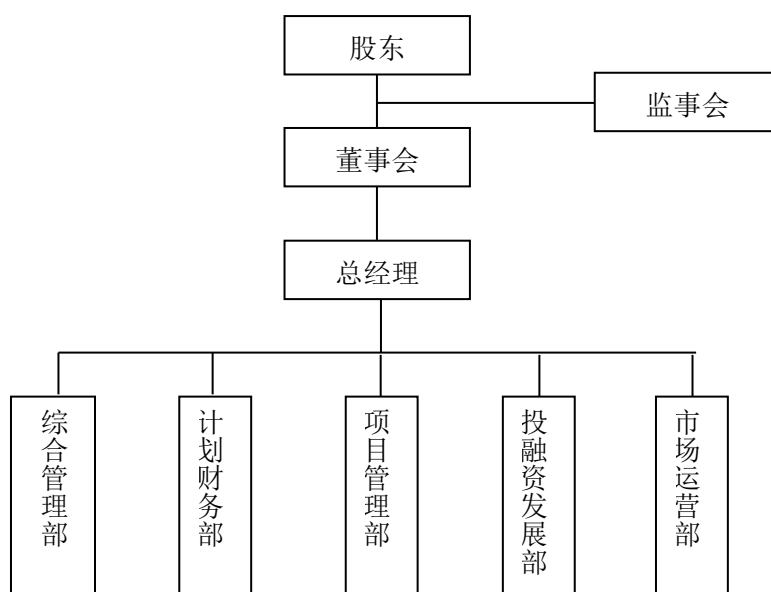 股东
监事会
董事会
总经理
综合管理部
计划财务部
项目管理部
投融资发展部
市场运营部